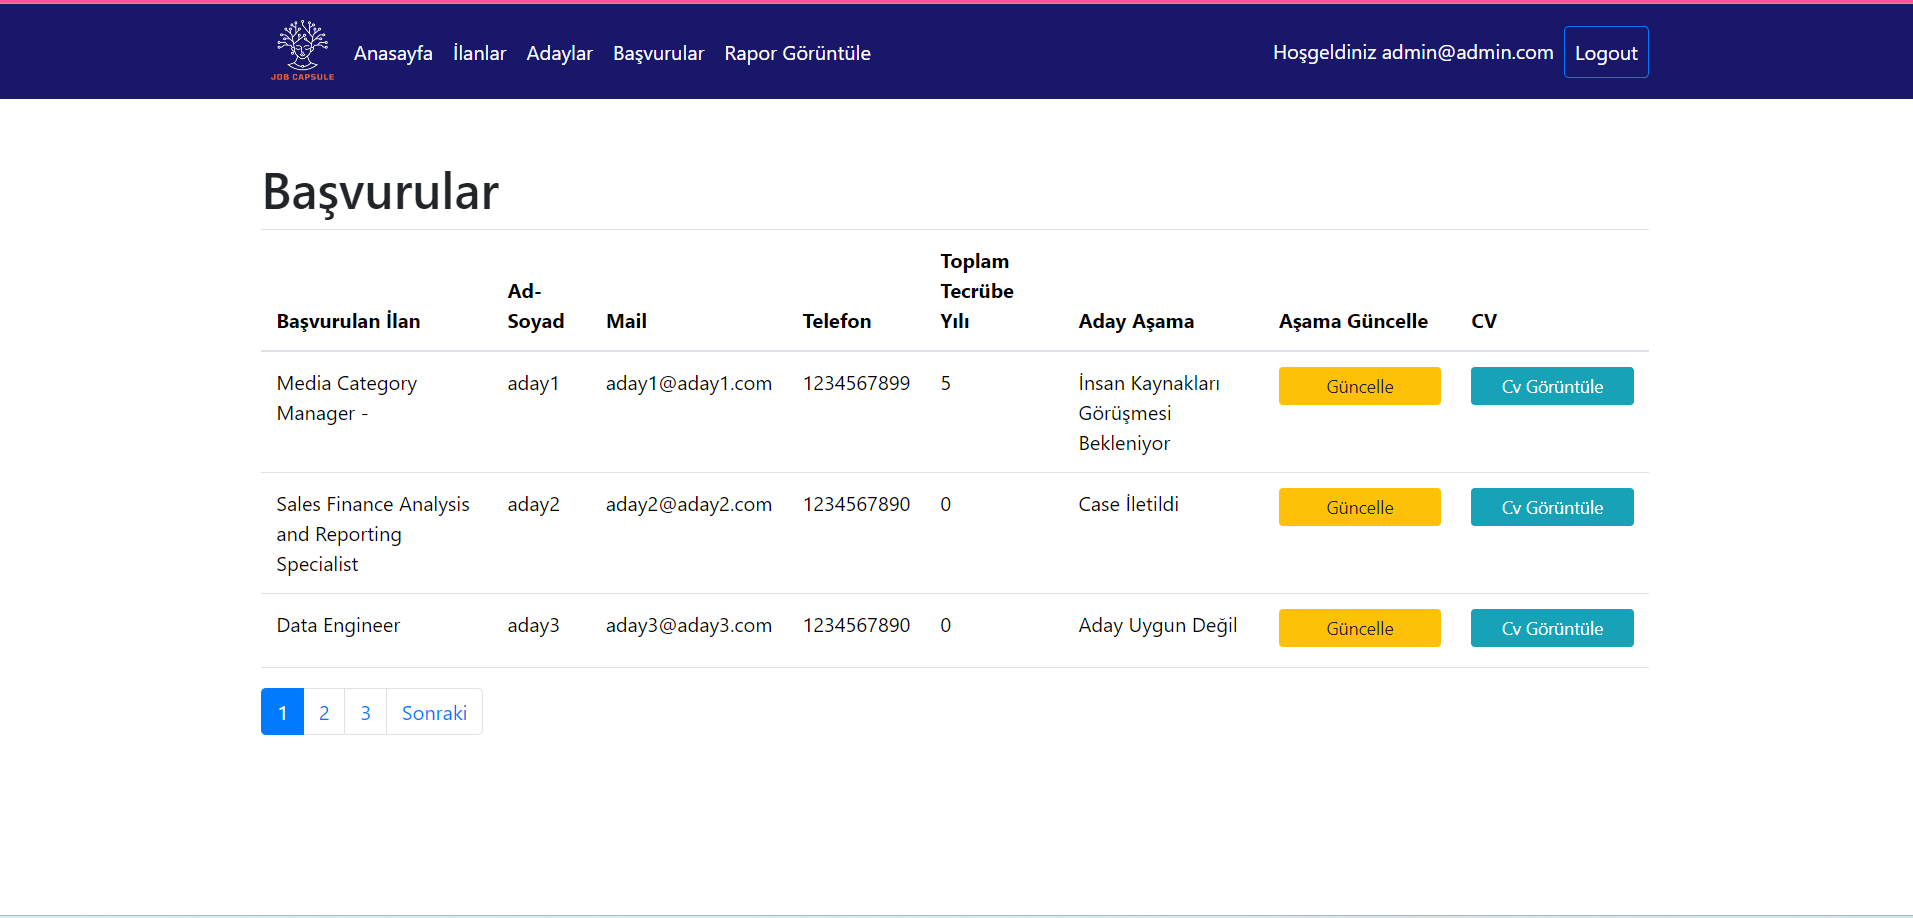 JOB CAPSULE
Anasayfa İlanlar Adaylar Başvurular Rapor Görüntüle
Hoşgeldiniz admin@admin.com Logout
Başvurular
Başvurulan İlan Ad-Soyad Mail Telefon Toplam Tecrübe Yılı Aday Aşama Aşama Güncelle CV
Media Category Manager - aday1 aday1@aday1.com 1234567899 5 İnsan Kaynakları Görüşmesi Bekleniyor Güncelle Cv Görüntüle
Sales Finance Analysis and Reporting Specialist aday2 aday2@aday2.com 1234567890 0 Case İletildi Güncelle Cv Görüntüle
Data Engineer aday3 aday3@aday3.com 1234567890 0 Aday Uygun Değil Güncelle Cv Görüntüle
1 2 3 Sonraki